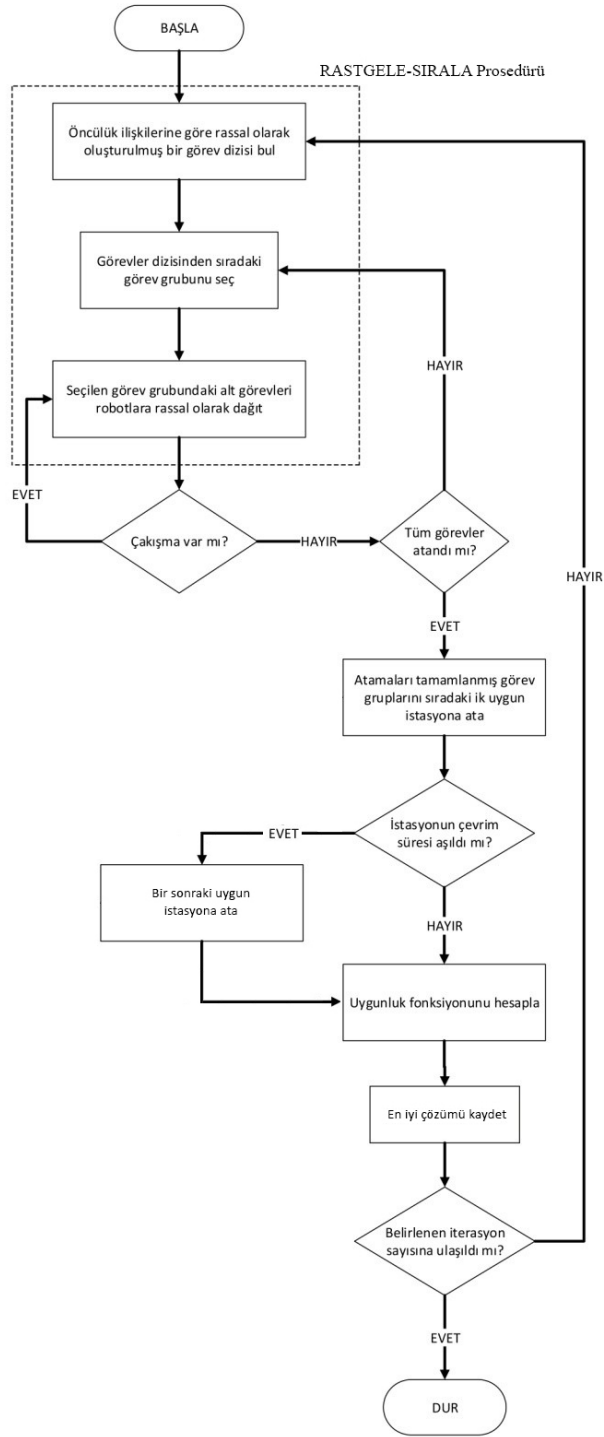 BAŞLA
RASTGELE-SIRALA Prosedürü
Öncülük ilişkilerine göre rassal olarak
oluşturulmuş bir görev dizisi bul
Görevler dizisinden sıradaki
görev grubunu seç
HAYIR
Seçilen görev grubundaki alt görevleri
robotlara rassal olarak dağıt
EVET
Çakışma var mı?
HAYIR
Tüm görevler
atandı mı?
HAYIR
EVET
Atamaları tamamlanmış görev
gruplarını sıradaki ik uygun
istasyona ata
İstasyonun çevrim
süresi aşıldı mı?
EVET
Bir sonraki uygun
istasyona ata
HAYIR
Uygunluk fonksiyonunu hesapla
En iyi çözümü kaydet
Belirlenen iterasyon
sayısına ulaşıldı mı?
EVET
DUR